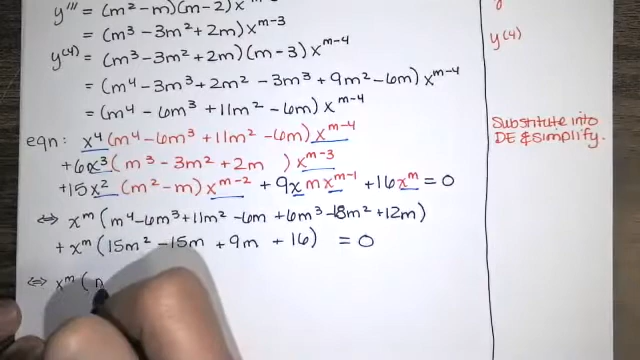 y''' = (m² - m)(m-2) x^m-3
= (m³ - 3m² + 2m) x^m-3
y⁽⁴⁾ = (m³ - 3m² + 2m)(m-3) x^m-4
= (m⁴ - 3m³ + 2m² - 3m³ + 9m² - 6m) x^m-4
= (m⁴ - 6m³ + 11m² - 6m) x^m-4
eqn: x⁴(m⁴ - 6m³ + 11m² - 6m) x^m-4
+6x³(m³ - 3m² + 2m ) x^m-3
+15x²(m² - m) x^m-2 + 9xmx^m-1 + 16x^m = 0
⇔ x^m (m⁴ - 6m³ + 11m² - 6m + 6m³ - 18m² + 12m)
+ x^m (15m² - 15m + 9m + 16) = 0
⇔ x^m (
y(4)
Substitute into
DE & simplify.